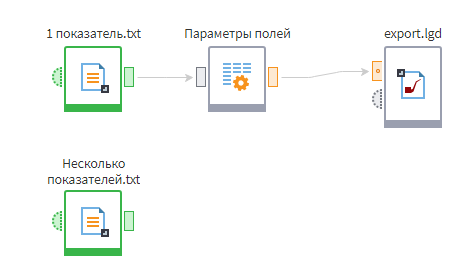 1 показатель.txt
Параметры полей
export.lgd
Несколько
показателей.txt